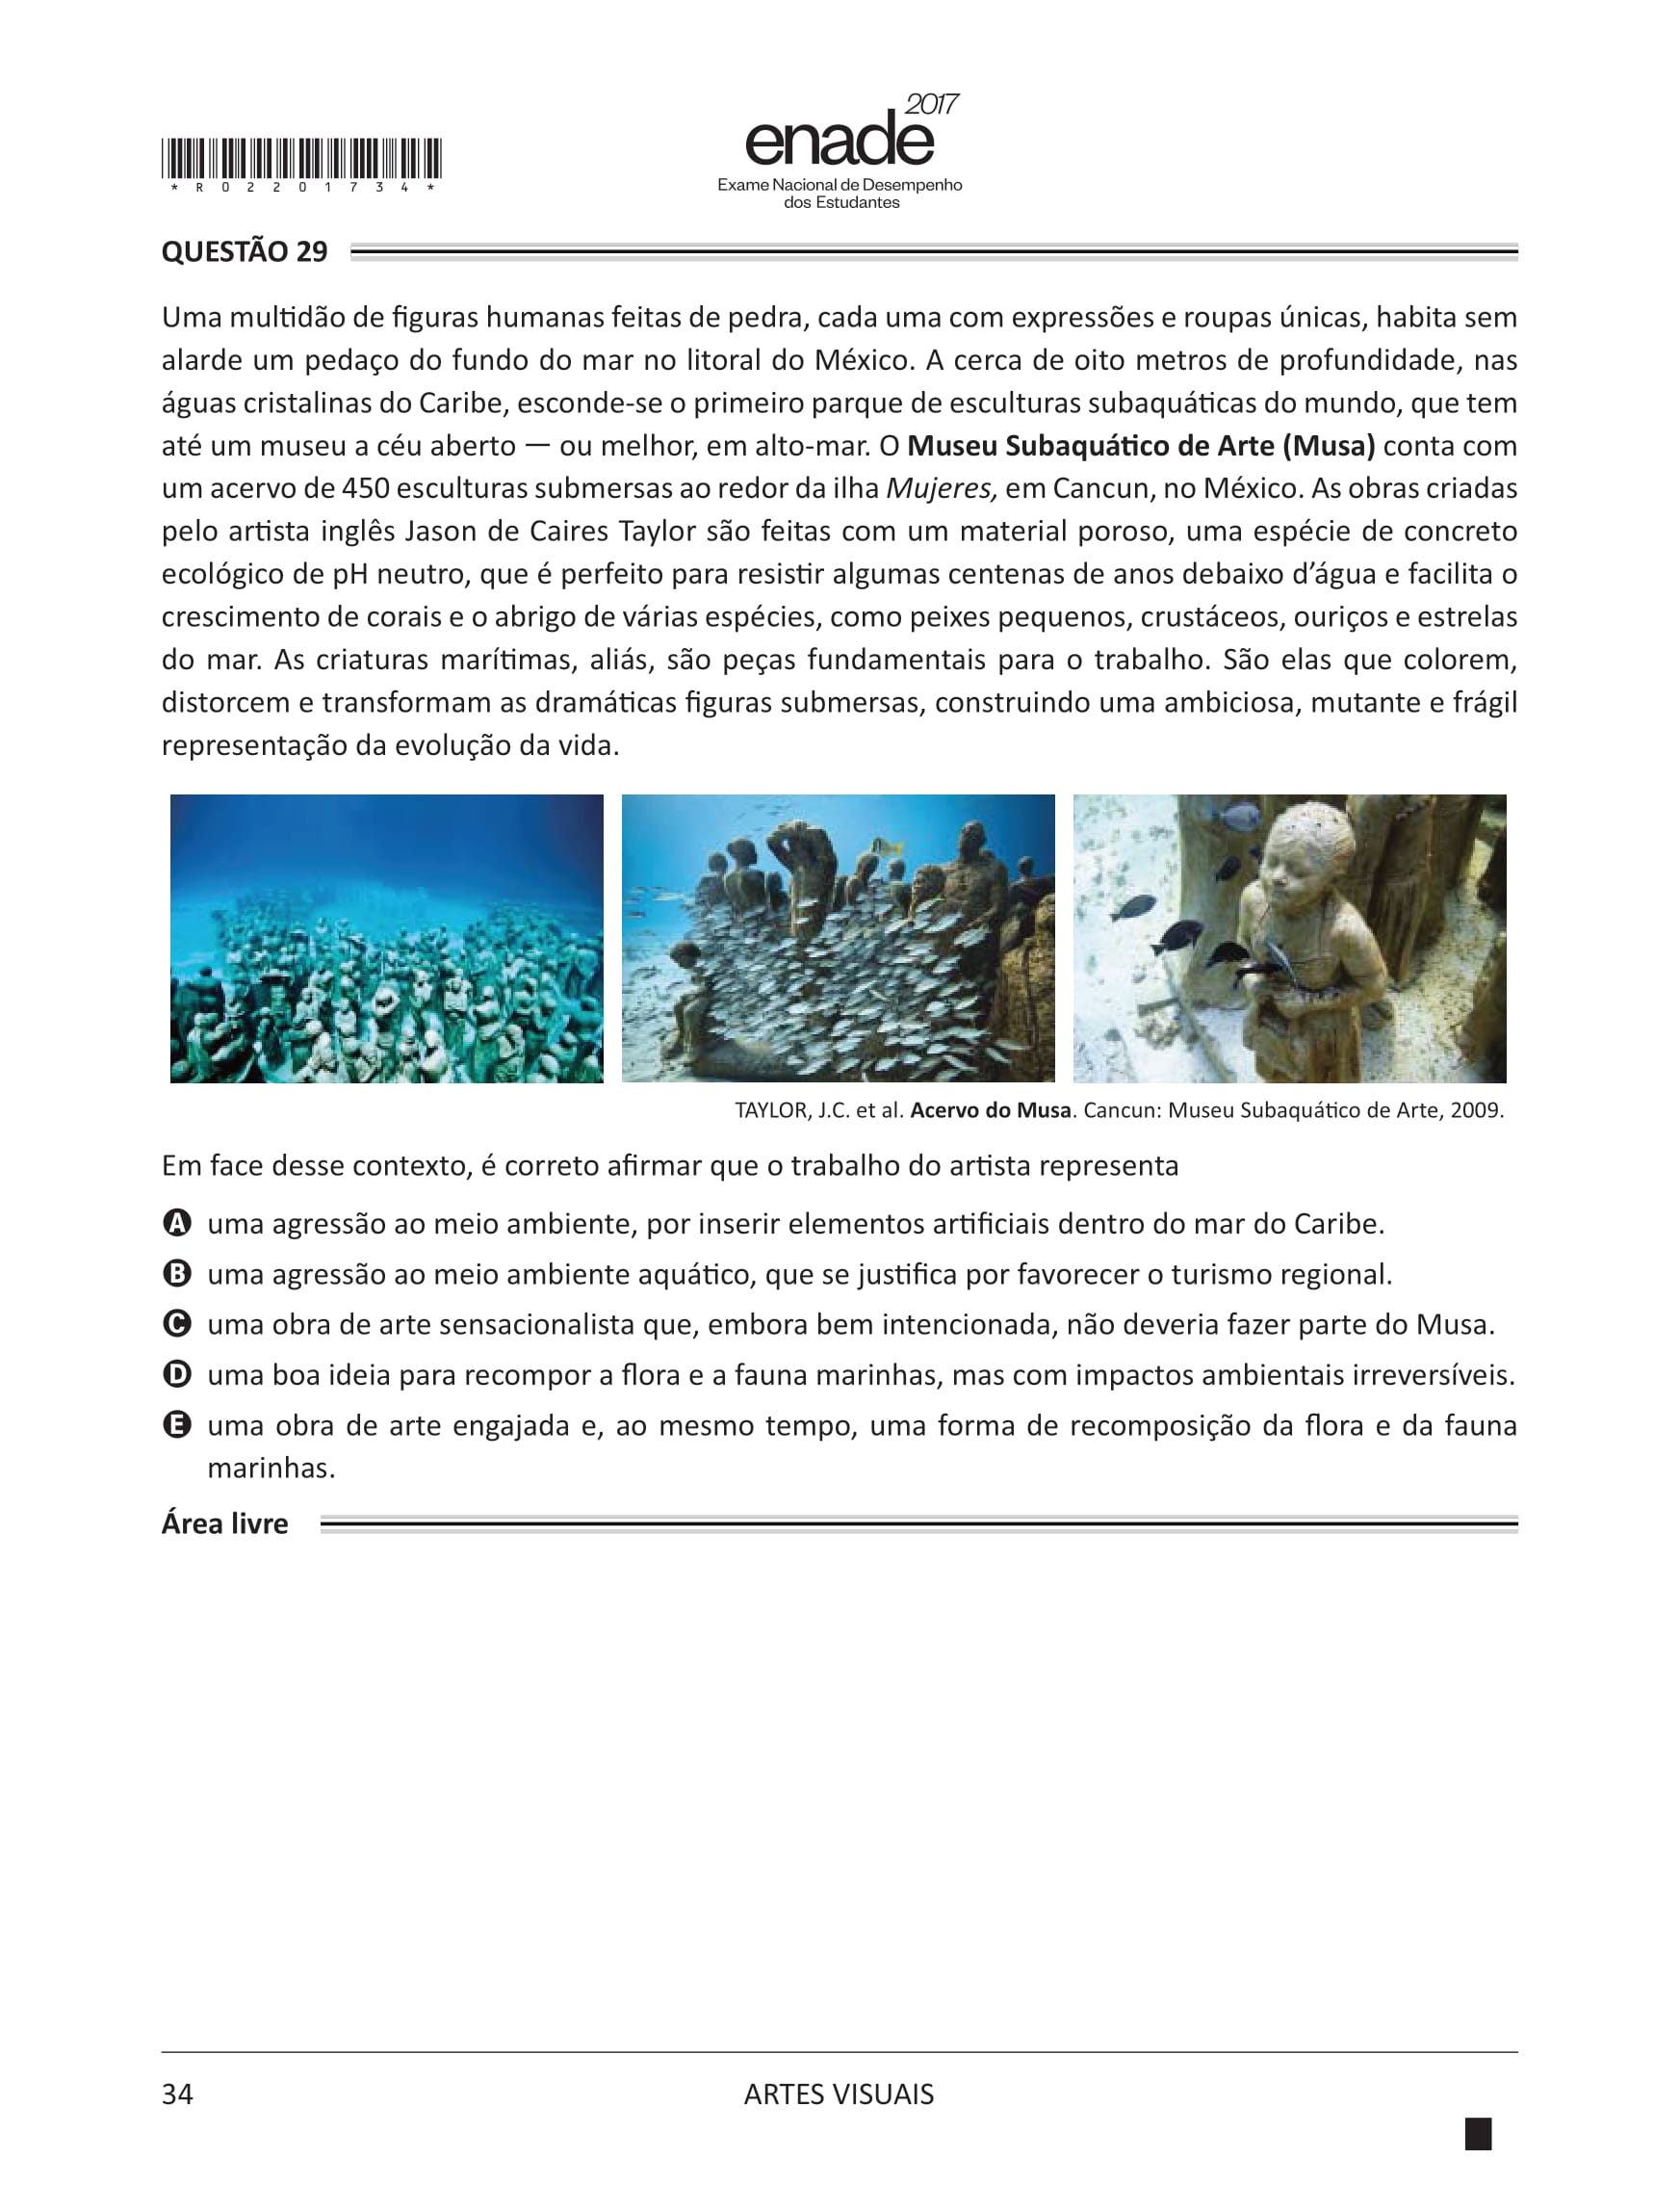 enade2017
Exame Nacional de Desempenho
dos Estudantes
*R0220173 4*
QUESTÃO 29
Uma multidão de figuras humanas feitas de pedra, cada uma com expressões e roupas únicas, habita sem
alarde um pedaço do fundo do mar no litoral do México. A cerca de oito metros de profundidade, nas
águas cristalinas do Caribe, esconde-se o primeiro parque de esculturas subaquáticas do mundo, que tem
até um museu a céu aberto — ou melhor, em alto-mar. O Museu Subaquático de Arte (Musa) conta com
um acervo de 450 esculturas submersas ao redor da ilha Mujeres, em Cancun, no México. As obras criadas
pelo artista inglês Jason de Caires Taylor são feitas com um material poroso, uma espécie de concreto
ecológico de pH neutro, que é perfeito para resistir algumas centenas de anos debaixo d’água e facilita o
crescimento de corais e o abrigo de várias espécies, como peixes pequenos, crustáceos, ouriços e estrelas
do mar. As criaturas marítimas, aliás, são peças fundamentais para o trabalho. São elas que colorem,
distorcem e transformam as dramáticas figuras submersas, construindo uma ambiciosa, mutante e frágil
representação da evolução da vida.
TAYLOR, J.C. et al. Acervo do Musa. Cancun: Museu Subaquático de Arte, 2009.
Em face desse contexto, é correto afirmar que o trabalho do artista representa
A uma agressão ao meio ambiente, por inserir elementos artificiais dentro do mar do Caribe.
B uma agressão ao meio ambiente aquático, que se justifica por favorecer o turismo regional.
C uma obra de arte sensacionalista que, embora bem intencionada, não deveria fazer parte do Musa.
D uma boa ideia para recompor a flora e a fauna marinhas, mas com impactos ambientais irreversíveis.
E uma obra de arte engajada e, ao mesmo tempo, uma forma de recomposição da flora e da fauna
marinhas.
Área livre
34
ARTES VISUAIS